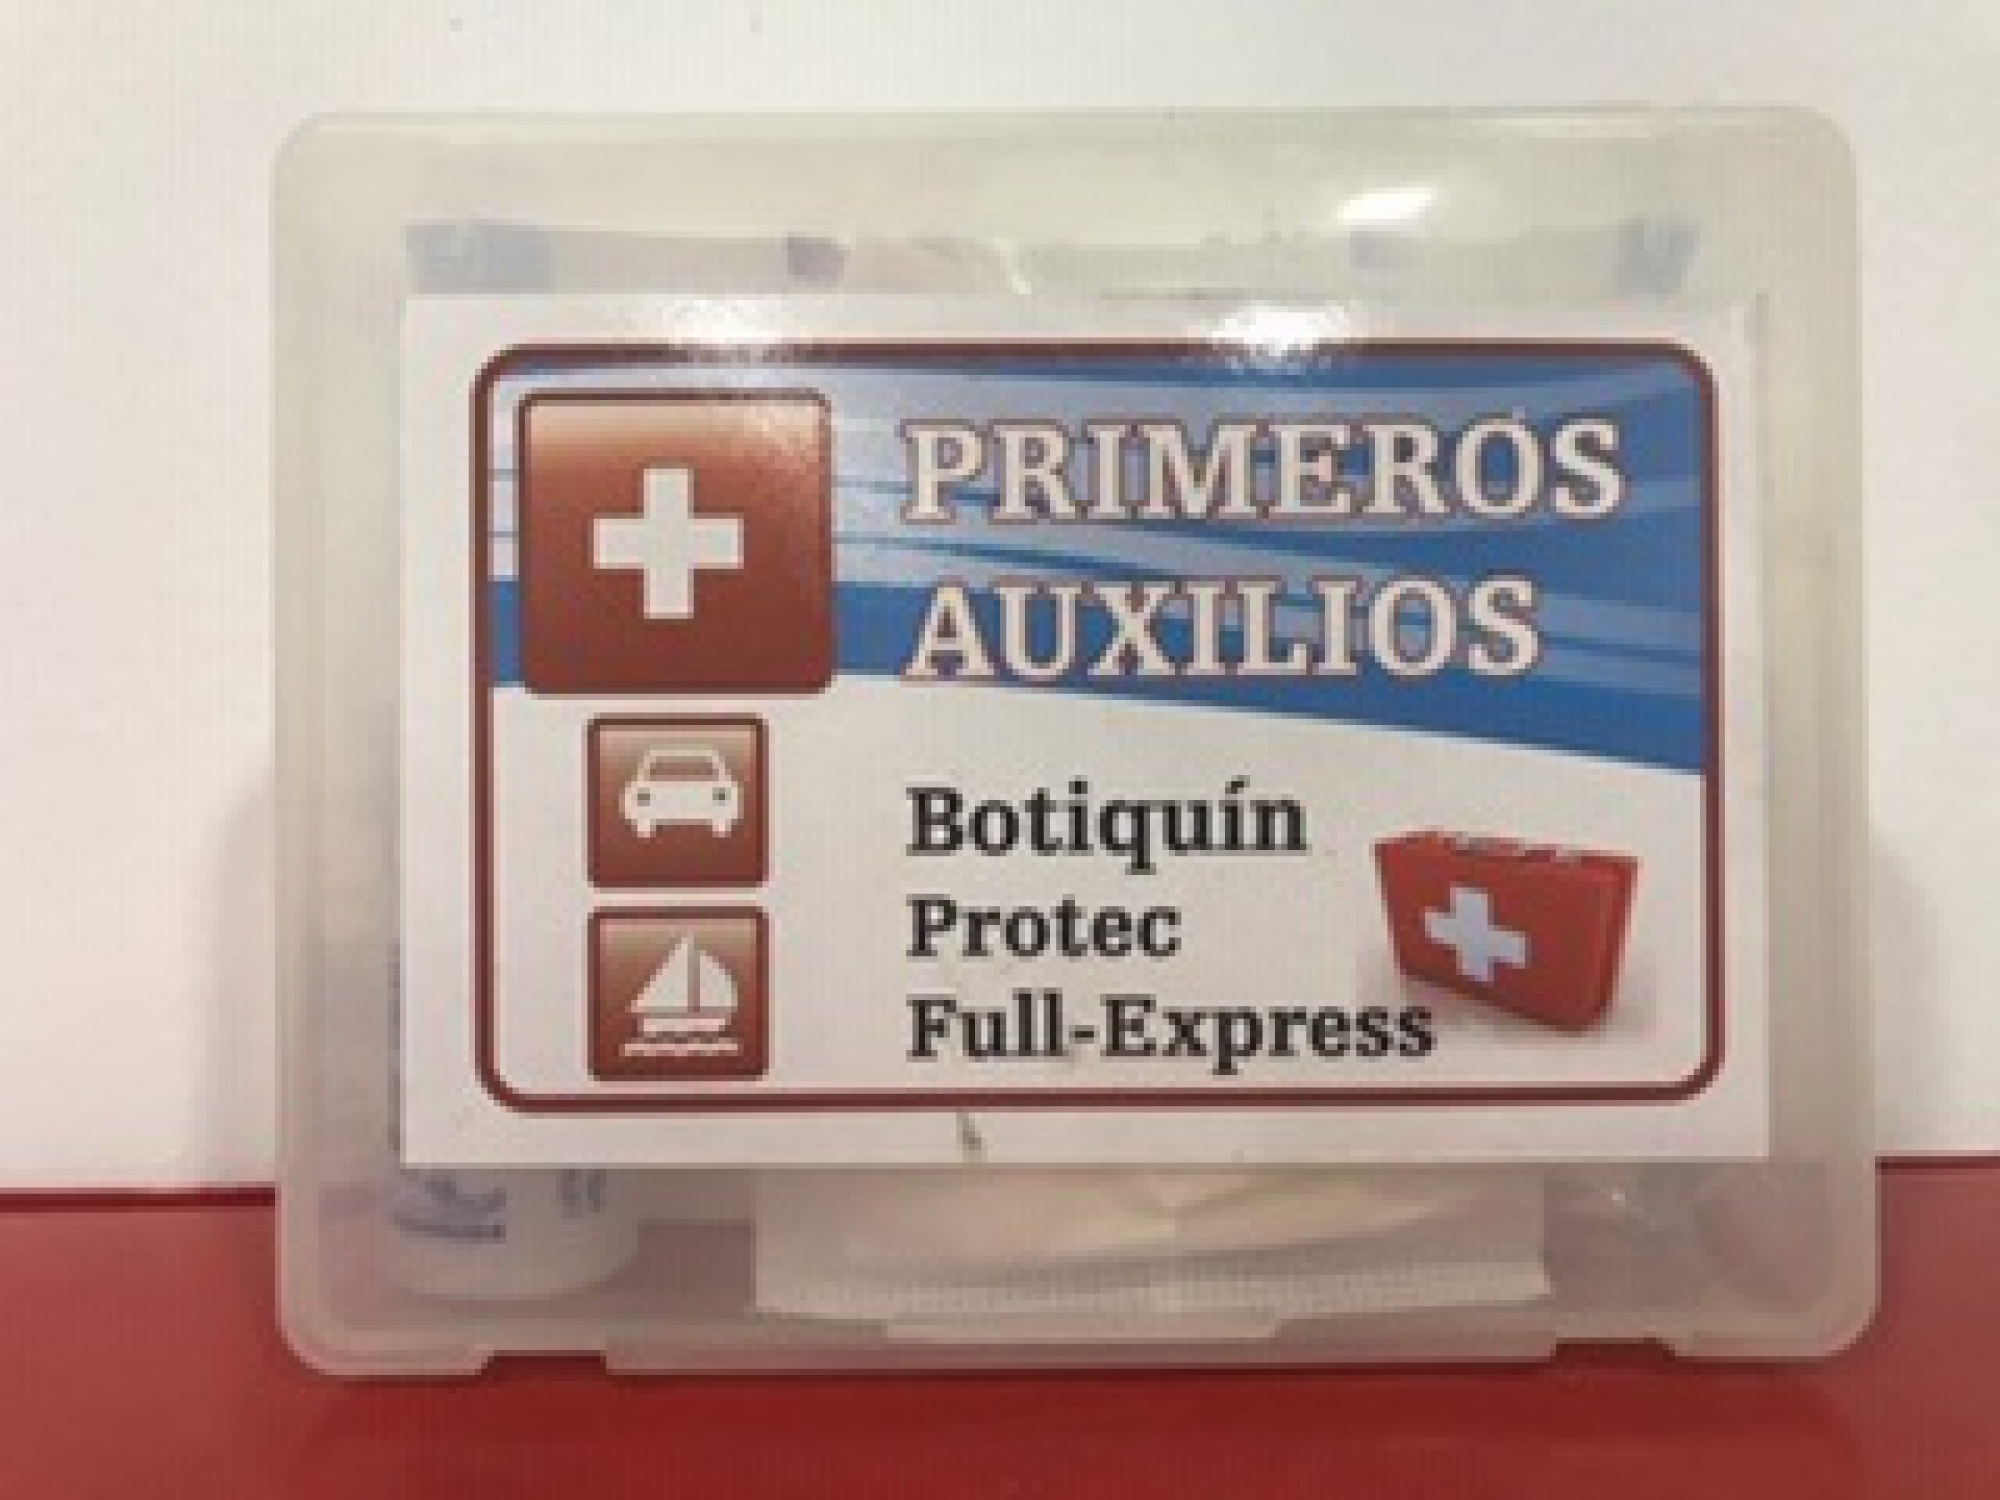 PRIMEROS
AUXILIOS
Botiquín
Protec
Full-Express